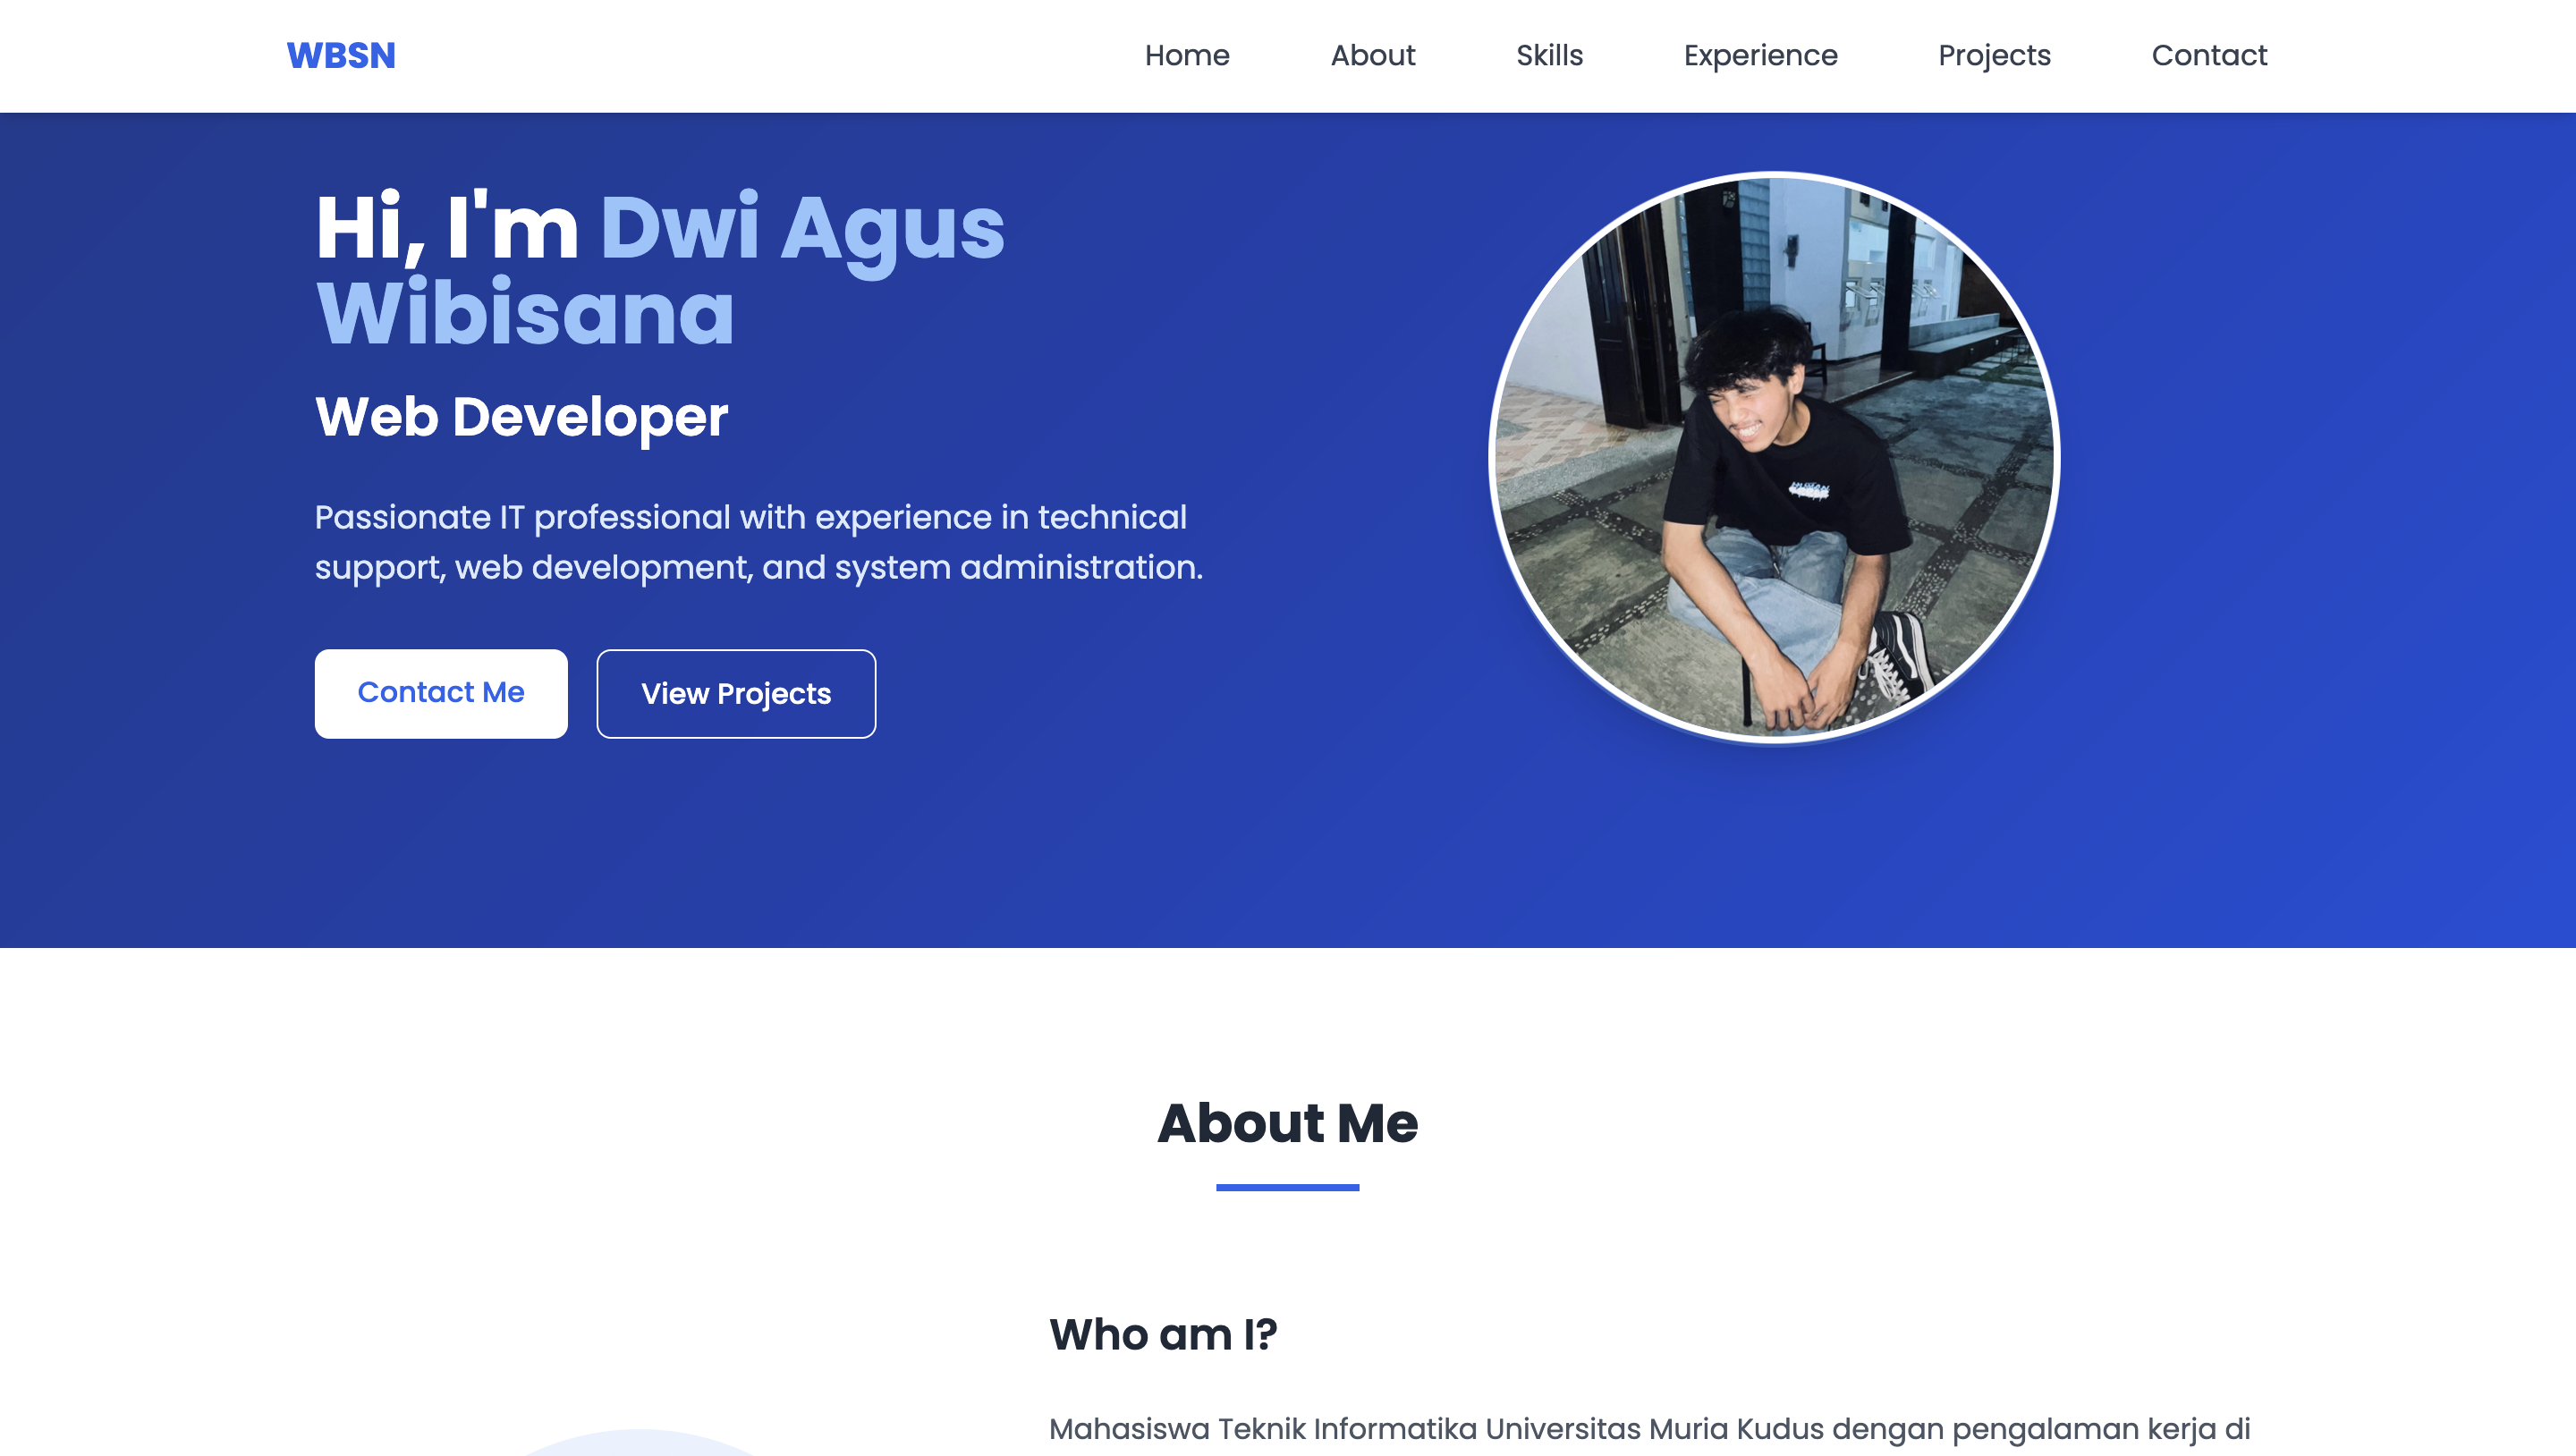 WBSN
Home
About
Skills
Experience
Projects
Contact
Hi, I'm Dwi Agus
Wibisana
Web Developer
Passionate IT professional with experience in technical
support, web development, and system administration.
Contact Me
View Projects
About Me
Who am I?
Mahasiswa Teknik Informatika Universitas Muria Kudus dengan pengalaman kerja di